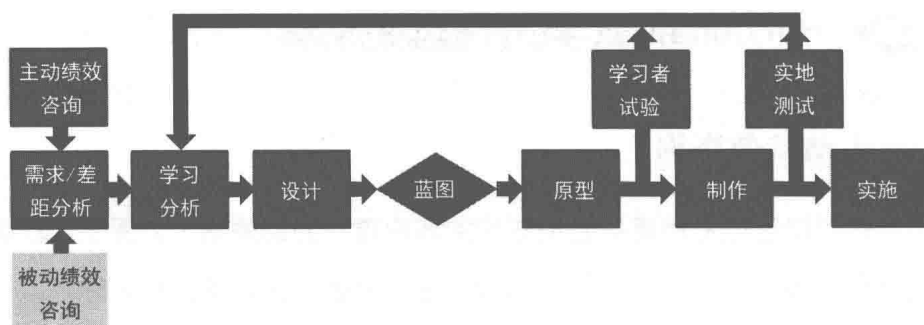 主动绩效
咨询
学习者
试验
实地
测试
需求/差
距分析
学习
分析
设计
蓝图
原型
制作
实施
被动绩效
咨询